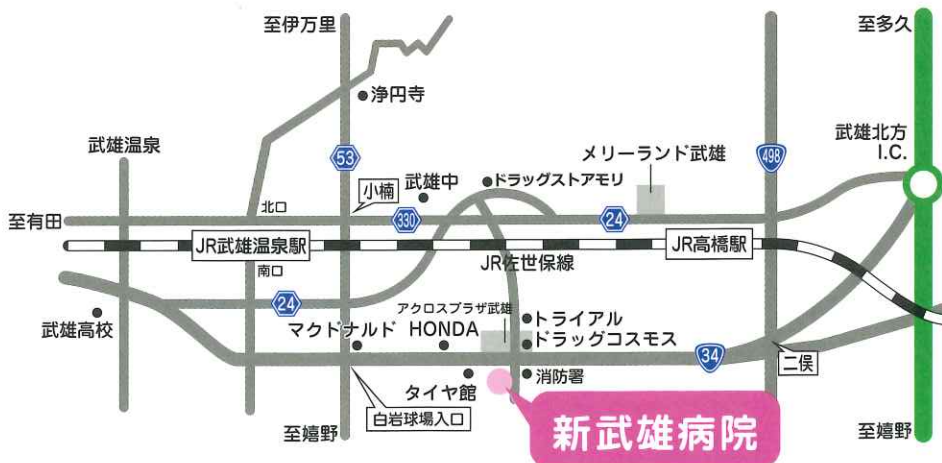 至伊万里
至多久
浄円寺
武雄温泉
53
498
武雄北方
I.C.
メリーランド武雄
小楠
武雄中
ドラッグストアモリ
至有田
北口
330
24
JR武雄温泉駅
JR佐世保線
JR高橋駅
南口
24
アクロスプラザ武雄
トライアル
武雄高校
マクドナルド
HONDA
ドラッグコスモス
34
二俣
タイヤ館
消防署
白岩球場入口
新武雄病院
至嬉野
至嬉野